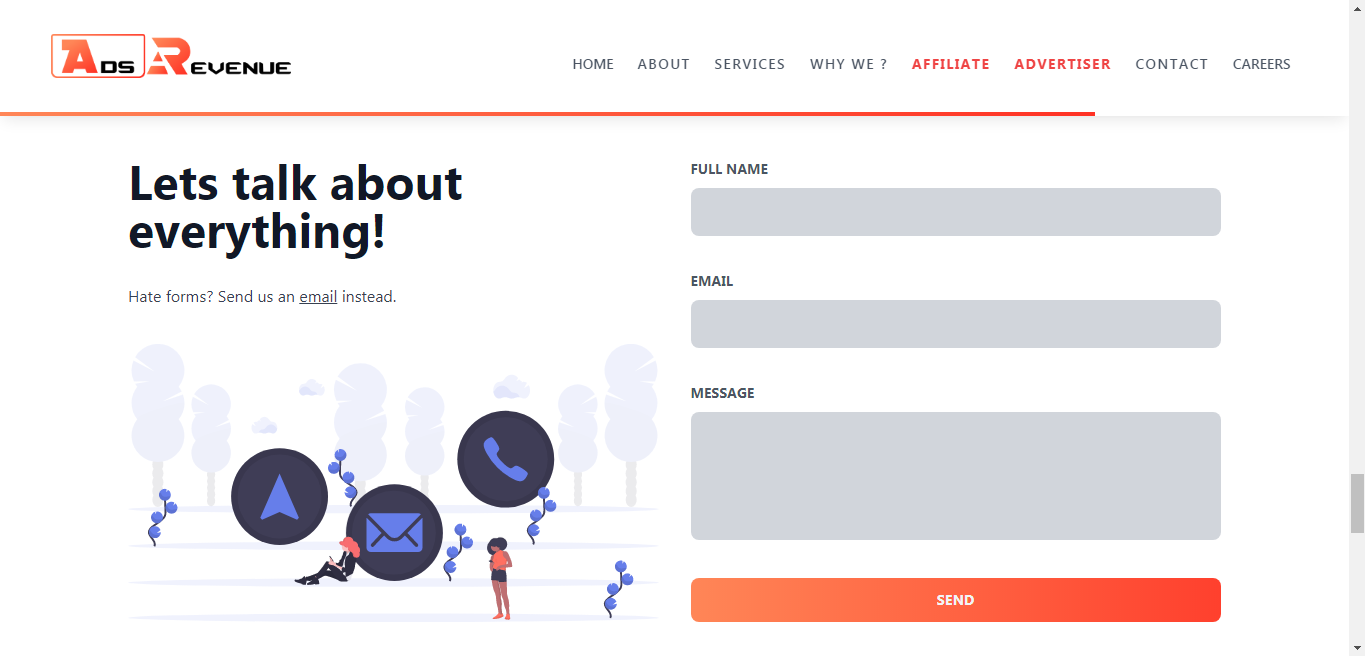 ADS REVENUE
HOME ABOUT SERVICES WHY WE ? AFFILIATE ADVERTISER CONTACT CAREERS
Lets talk about
everything!
Hate forms? Send us an email instead.
FULL NAME
EMAIL
MESSAGE
SEND